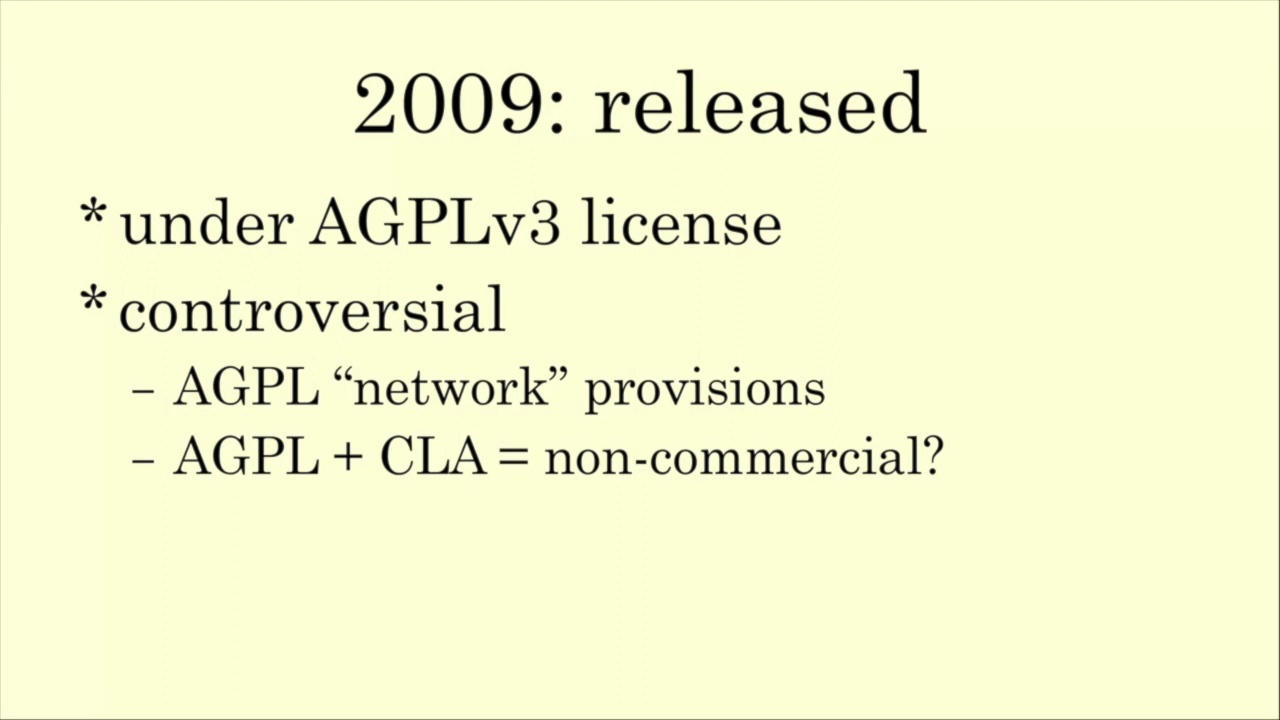 2009: released
* under AGPLv3 license
* controversial
– AGPL “network” provisions
– AGPL + CLA = non-commercial?